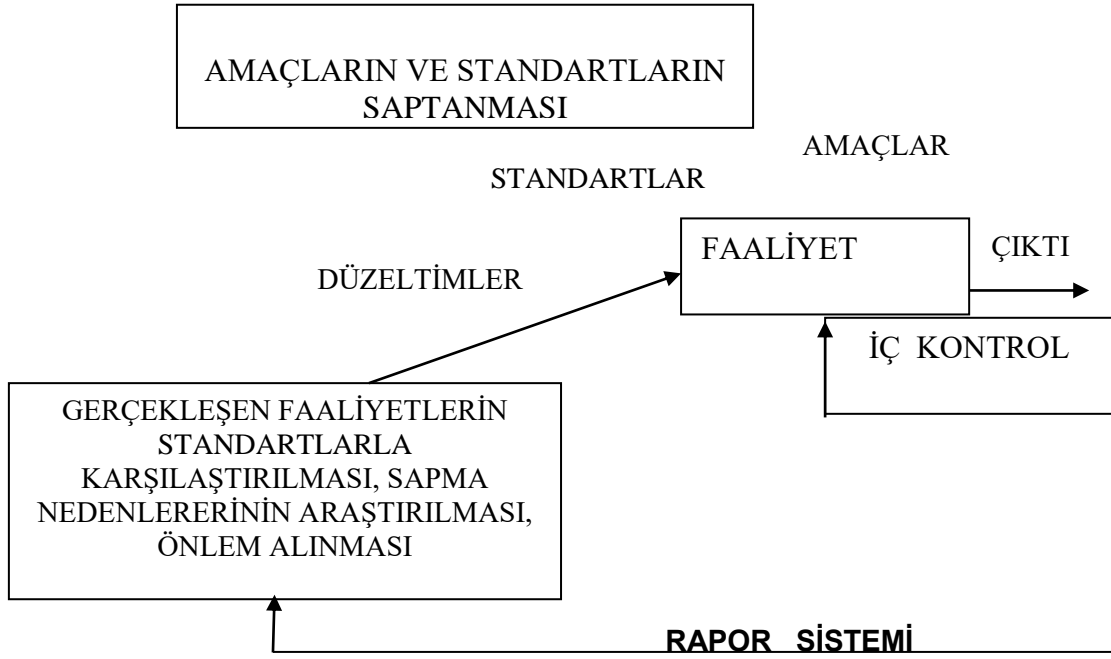 AMAÇLARIN VE STANDARTLARIN
SAPTANMASI
AMAÇLAR
STANDARTLAR
FAALİYET
ÇIKTI
DÜZELTİMLER
İÇ KONTROL
GERÇEKLEŞEN FAALİYETLERİN
STANDARTLARLA
KARŞILAŞTIRILMASI, SAPMA
NEDENLERERİNİN ARAŞTIRILMASI,
ÖNLEM ALINMASI
RAPOR SİSTEMİ